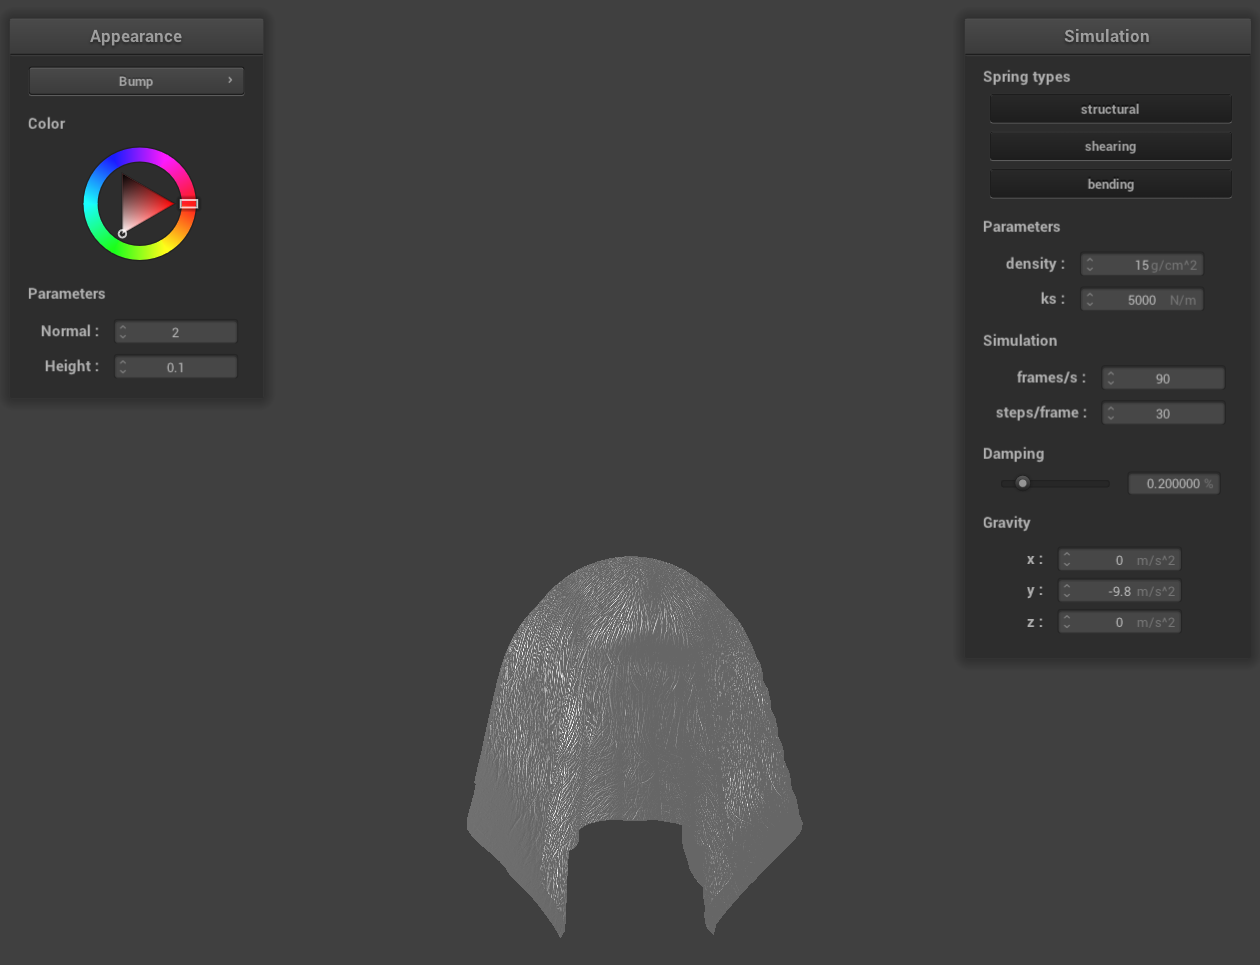 Appearance
Bump
Color
Parameters
Normal : 2
Height : 0.1
Simulation
Spring types
structural
shearing
bending
Parameters
density : 15 g/cm^2
ks : 5000 N/m
Simulation
frames/s : 90
steps/frame : 30
Damping
0.200000 %
Gravity
x : 0 m/s^2
y : -9.8 m/s^2
z : 0 m/s^2